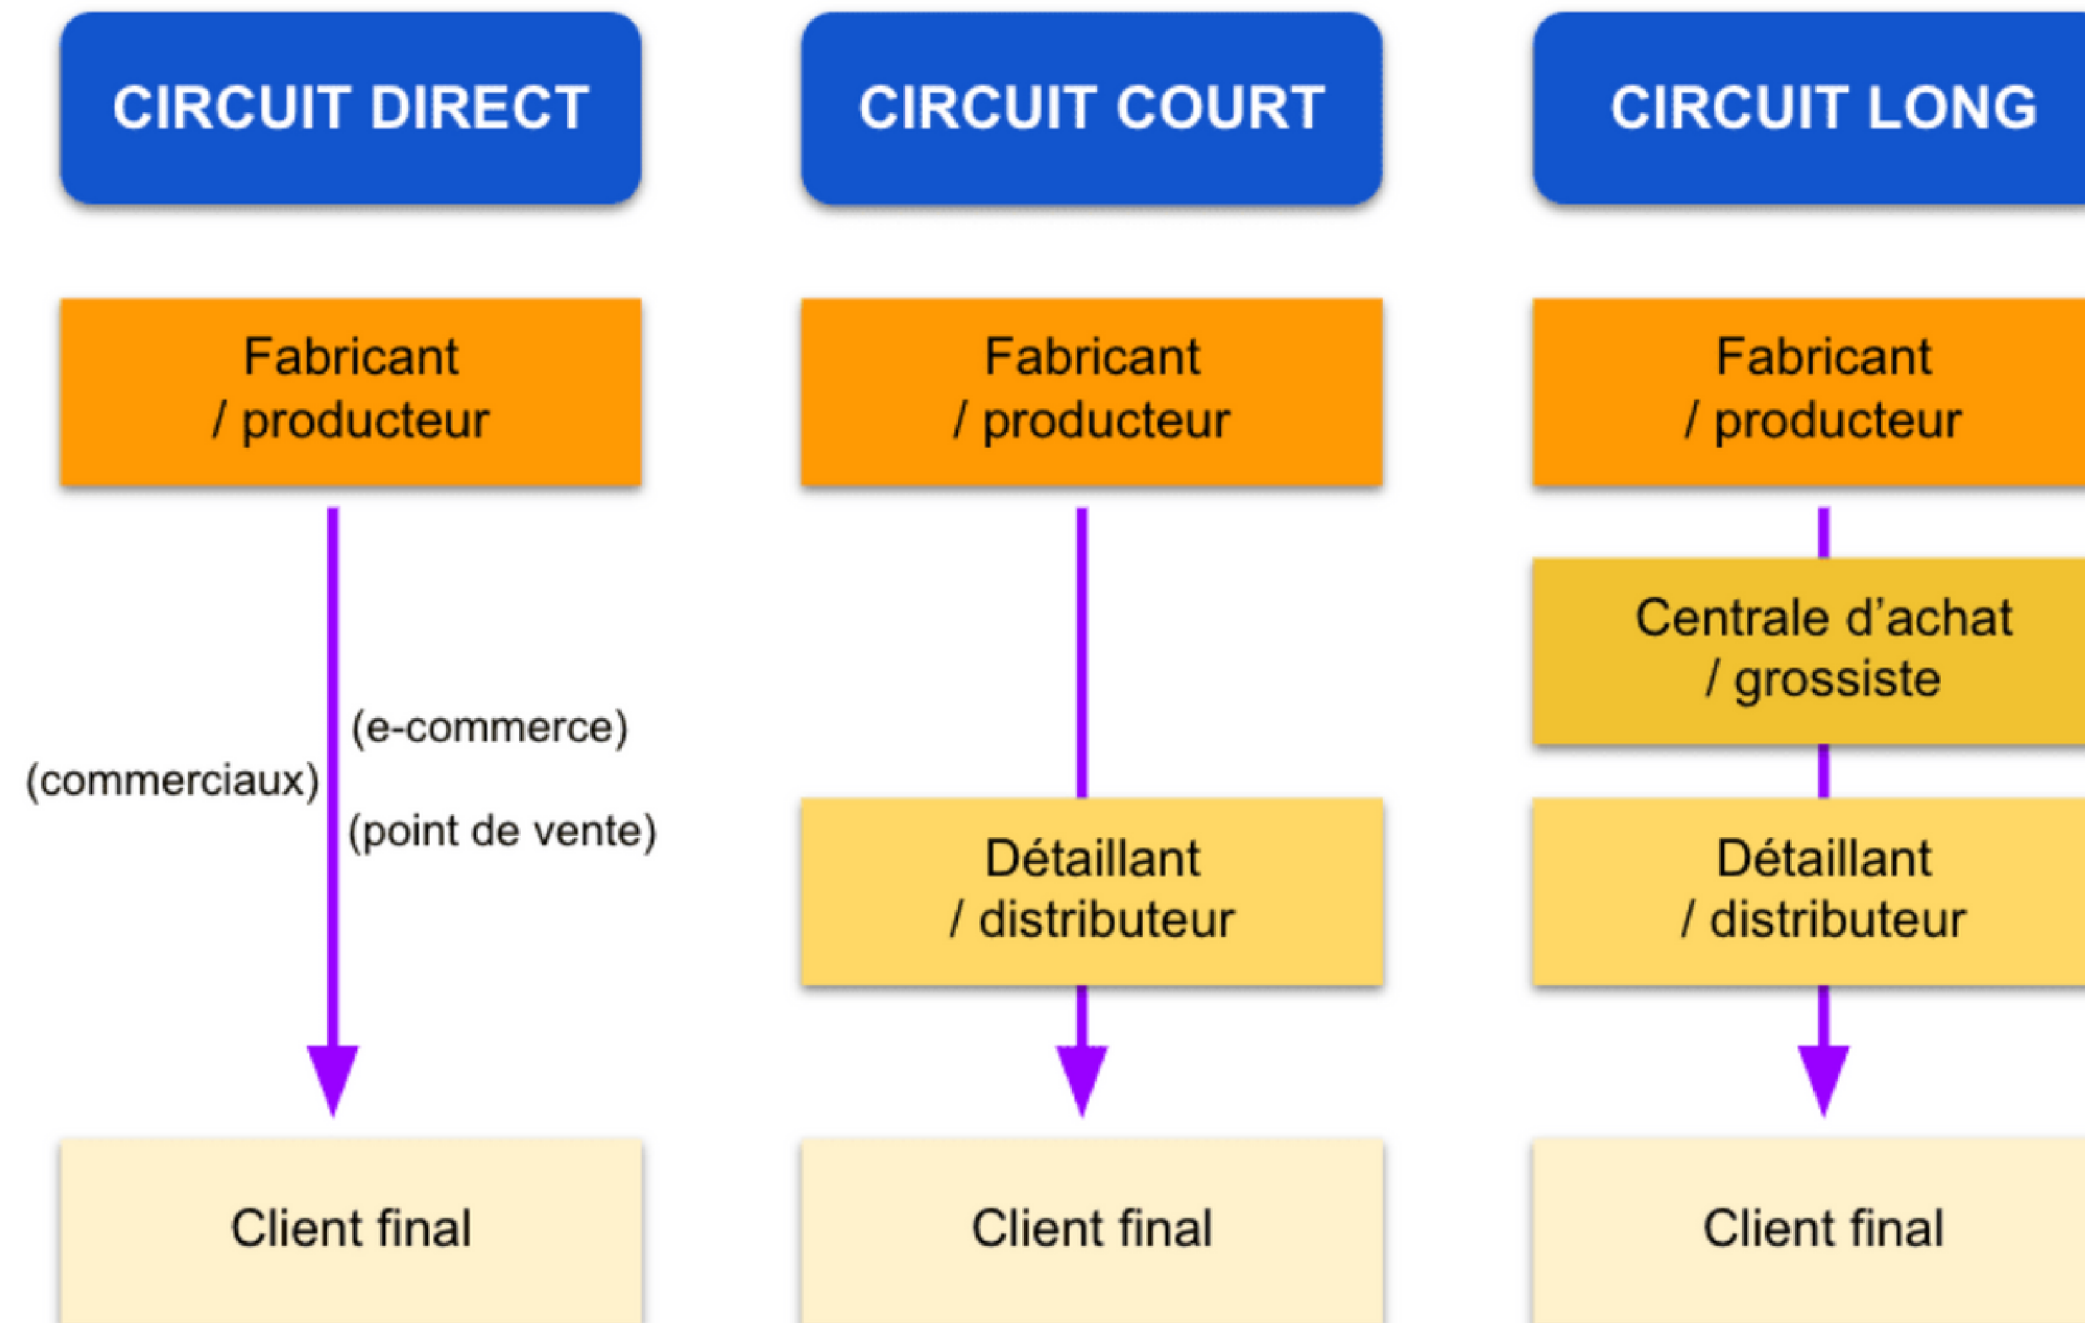 CIRCUIT DIRECT
CIRCUIT COURT
CIRCUIT LONG
Fabricant
/ producteur
Fabricant
/ producteur
Fabricant
/ producteur
Centrale d’achat
/ grossiste
(e-commerce)
(commerciaux)
(point de vente)
Détaillant
/ distributeur
Détaillant
/ distributeur
Client final
Client final
Client final